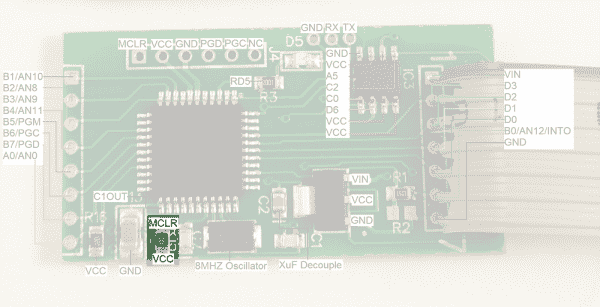 GND RX TX
D5
MCLR VCC GND PGD PGC NC
J4
GND
VCC
A5
C2
C0
D6
VCC
VCC
IC3
1
RD5
B1/AN10
B2/AN8
B3/AN9
B4/AN11
B5/PGM
B6/PGC
B7/PGD
A0/AN0
VIN
D3
D2
D1
D0
B0/AN12/INTO
GND
C1OUT
MCLR
VCC
VCC
GND
8MHZ Oscillator
C2
XuF Decouple
VIN
VCC
GND
R1
R2